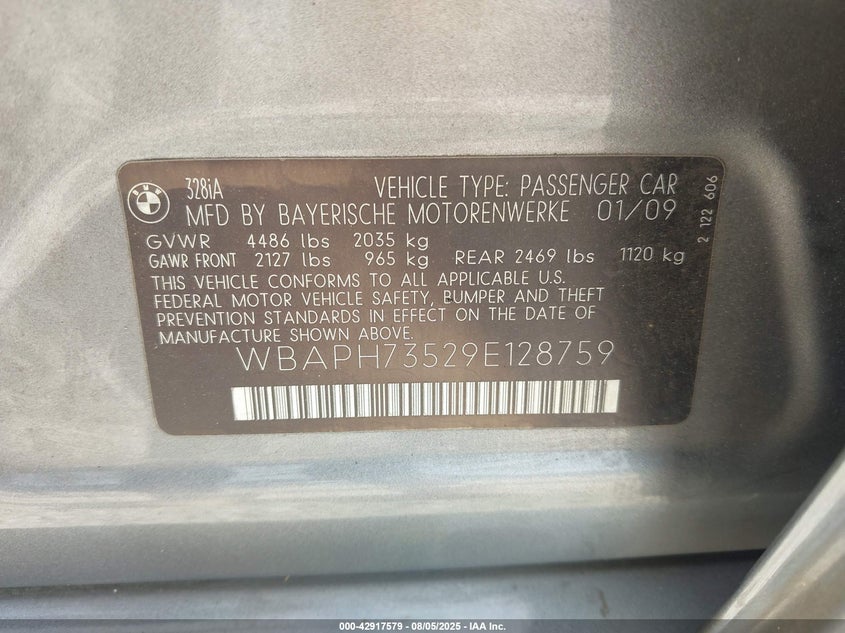 BMW
328iA VEHICLE TYPE: PASSENGER CAR
MFD BY BAYERISCHE MOTORENWERKE 01/09
GVWR 4486 lbs 2035 kg
GAWR FRONT 2127 lbs 965 kg REAR 2469 lbs 1120 kg
THIS VEHICLE CONFORMS TO ALL APPLICABLE U.S.
FEDERAL MOTOR VEHICLE SAFETY, BUMPER AND THEFT
PREVENTION STANDARDS IN EFFECT ON THE DATE OF
MANUFACTURE SHOWN ABOVE.
WBAPH73529E128759
2 122 606
000-42917579 - 08/05/2025 - IAA Inc.